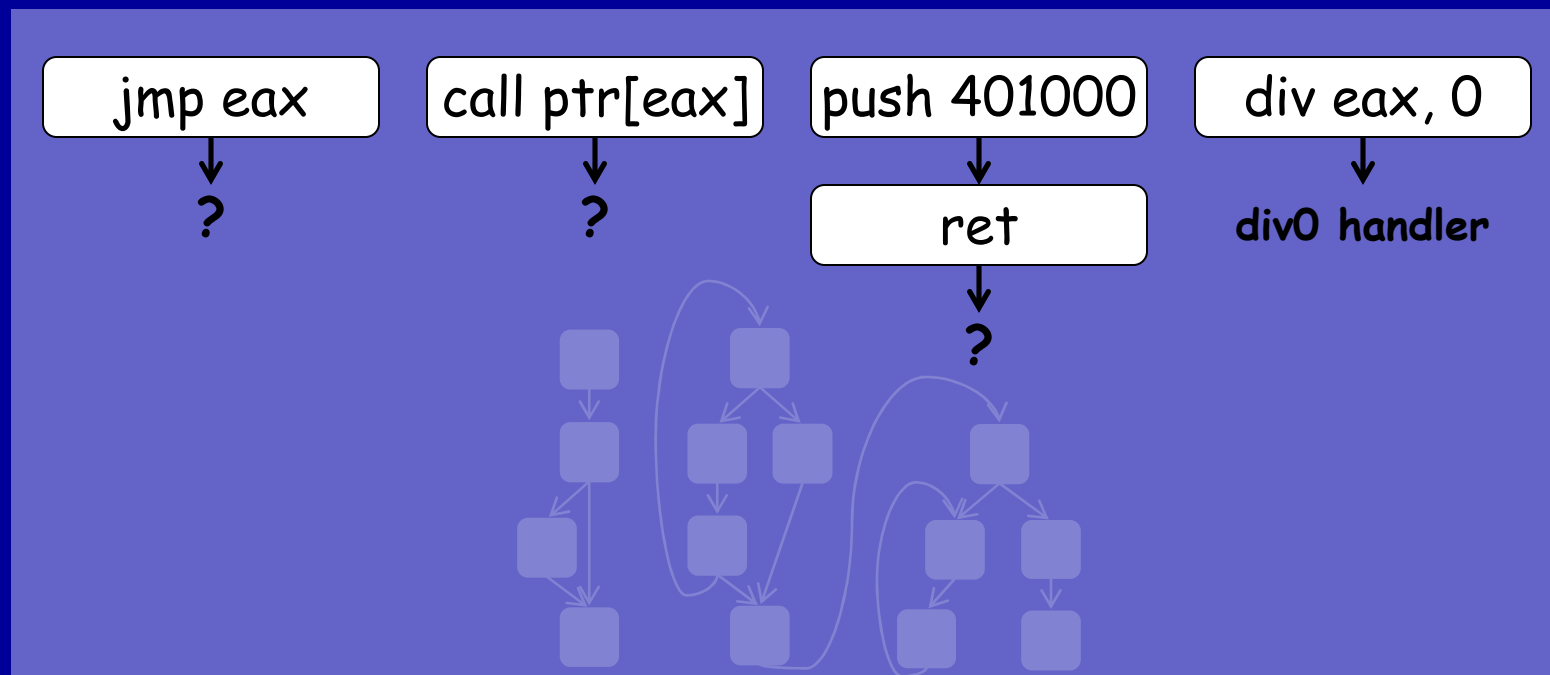 jmp eax
?
call ptr[eax]
?
push 401000
ret
?
div eax, 0
div0 handler